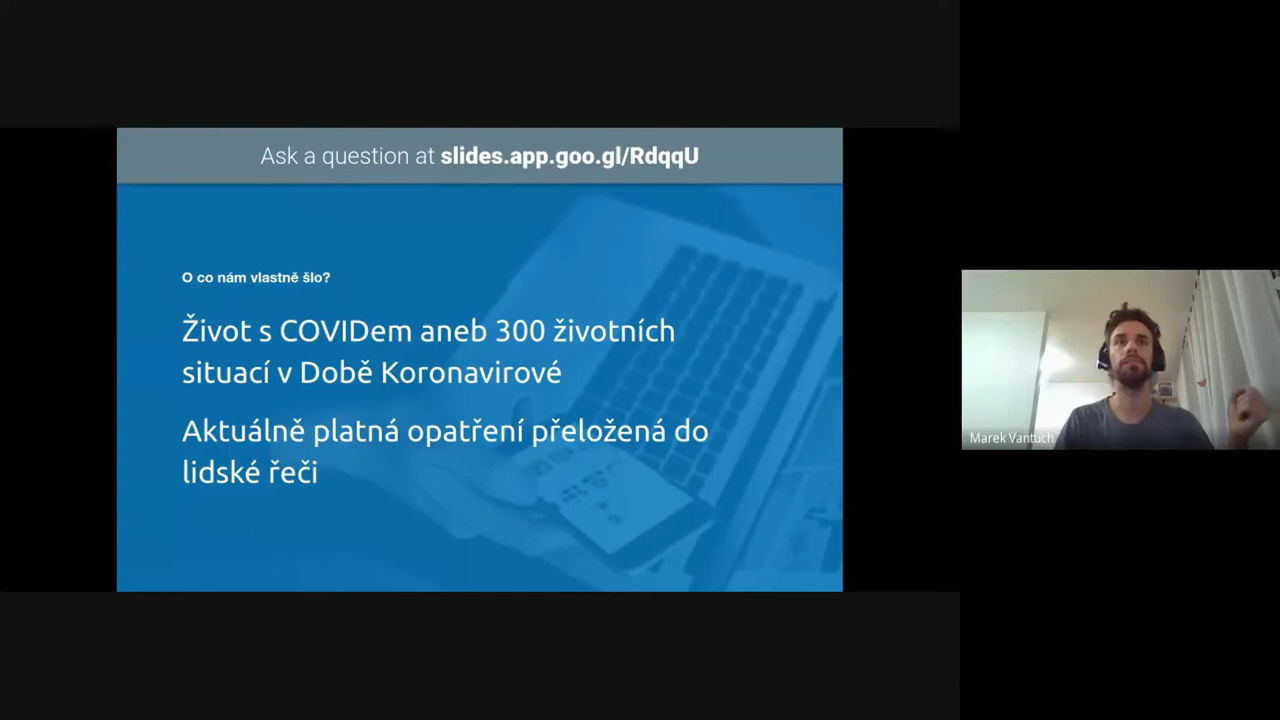 Ask a question at slides.app.goo.gl/RdqqU
O co nám vlastně šlo?
Život s COVIDem aneb 300 životních
situací v Době Koronavirové
Aktuálně platná opatření přeložená do
lidské řeči
Marek Vantuch